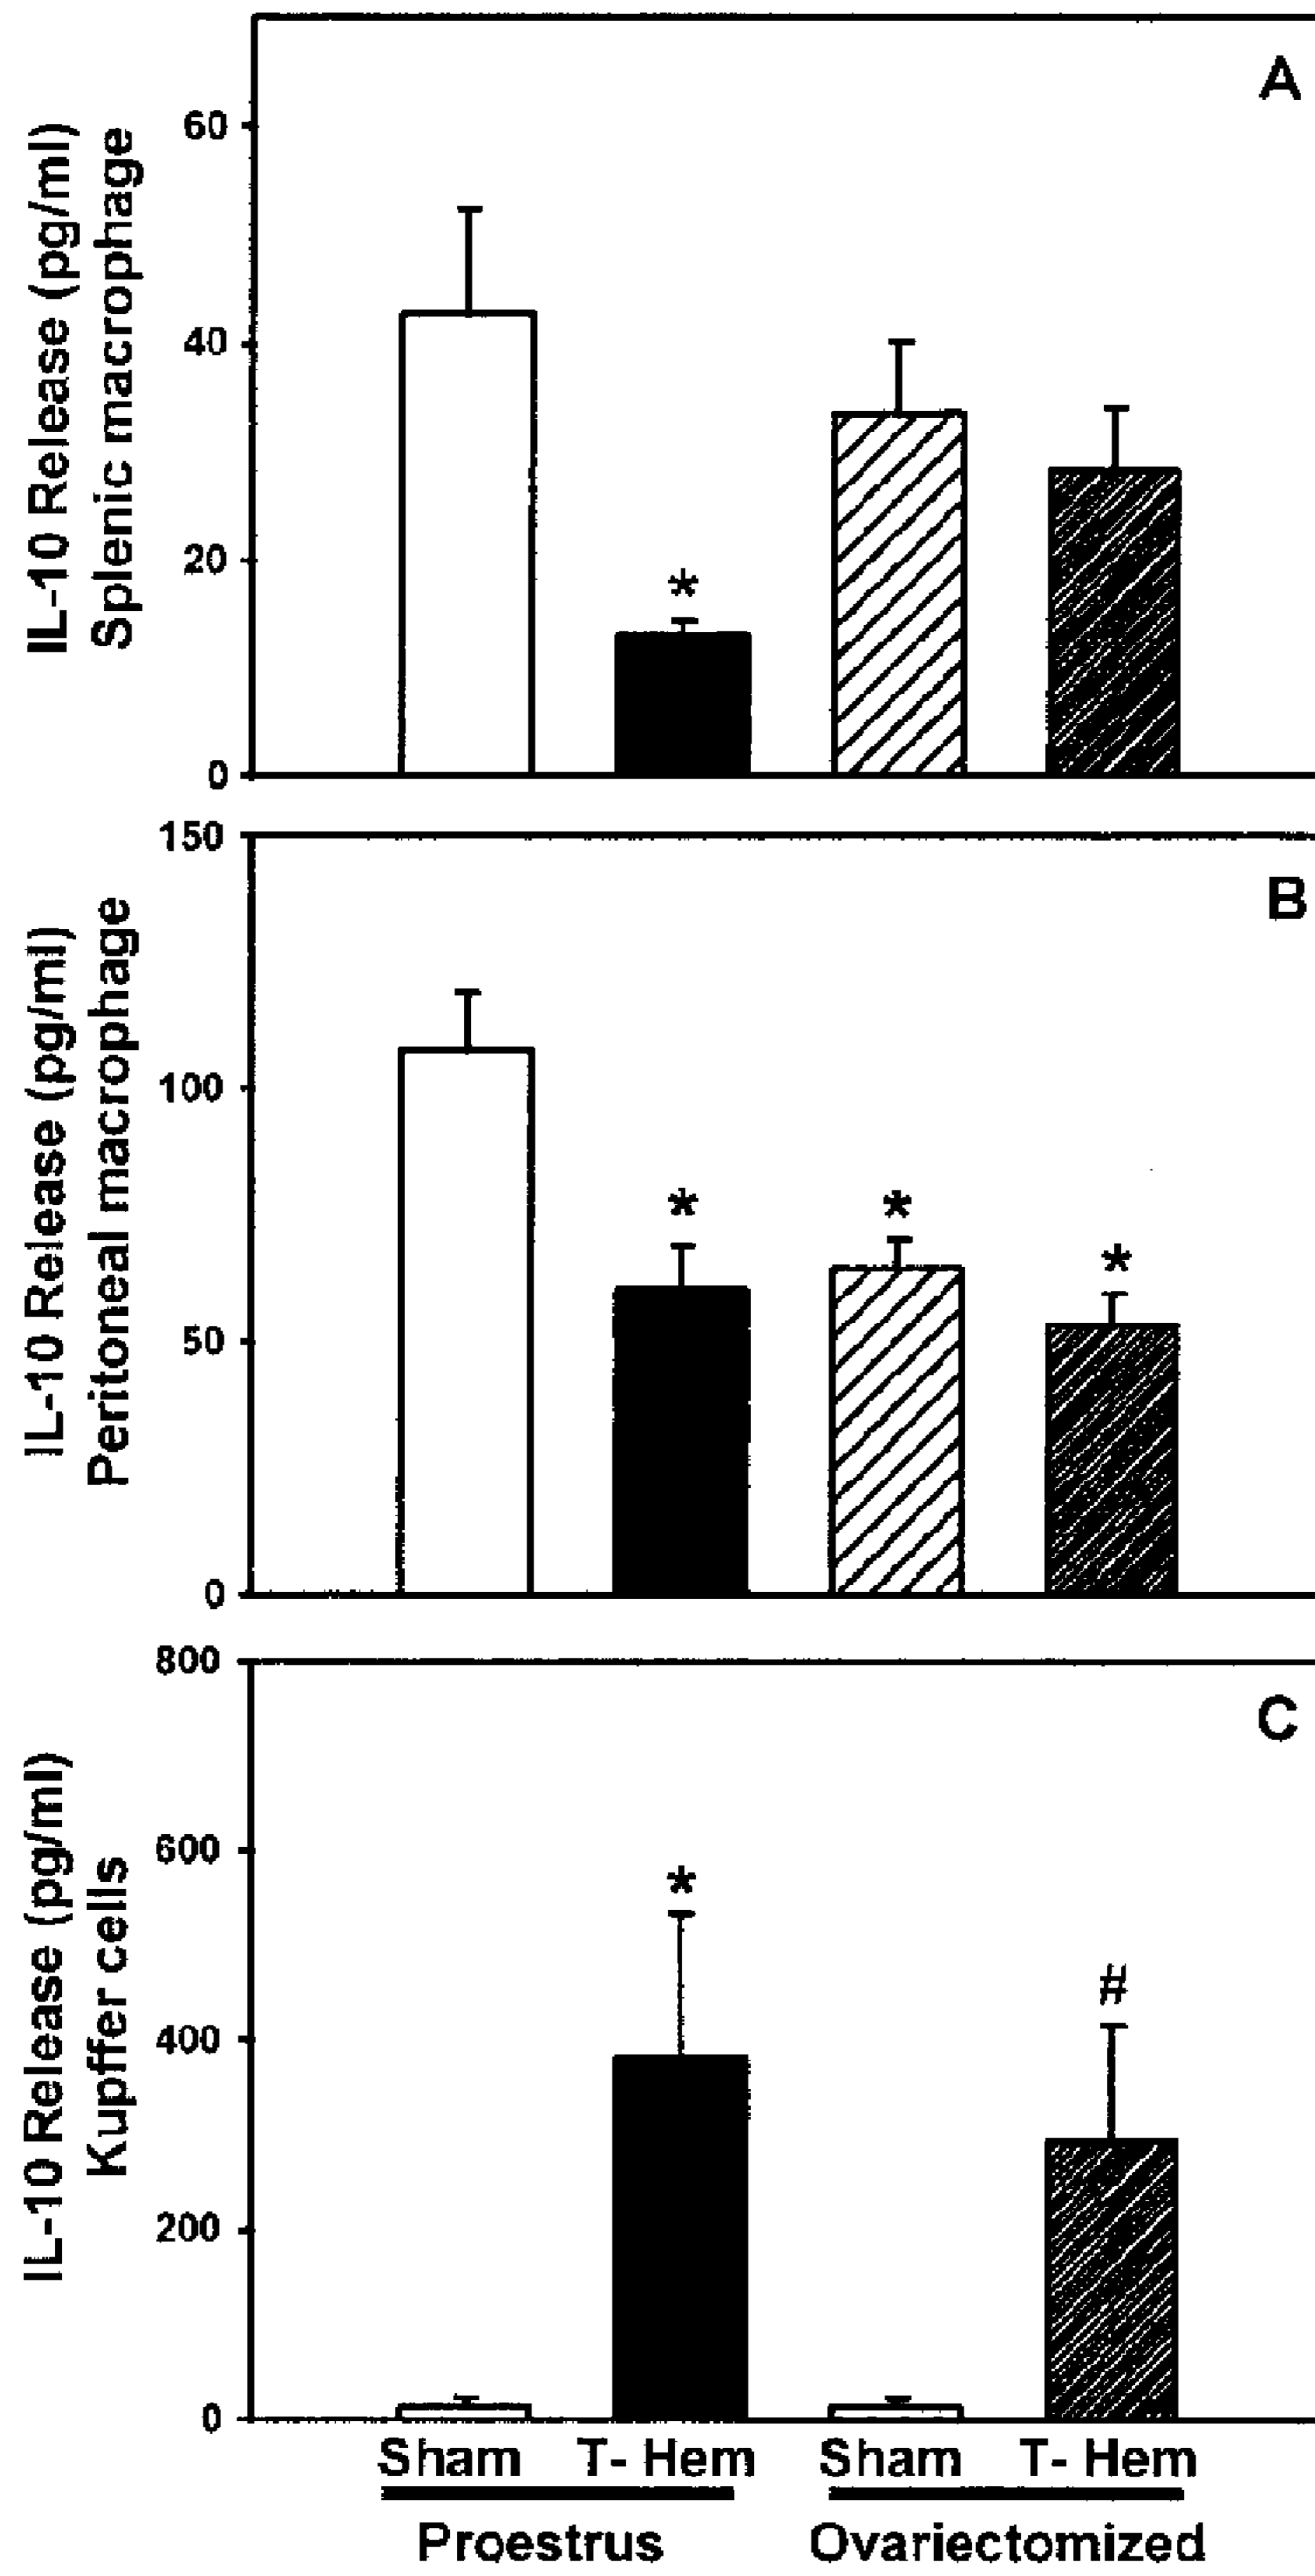 A
IL-10 Release (pg/ml)
Splenic macrophage
60
40
20
0
*
B
IL-10 Release (pg/ml)
Peritoneal macrophage
150
100
50
0
* * *
C
IL-10 Release (pg/ml)
Kupffer cells
800
600
400
200
0
* #
Sham T- Hem Sham T- Hem
Proestrus Ovariectomized